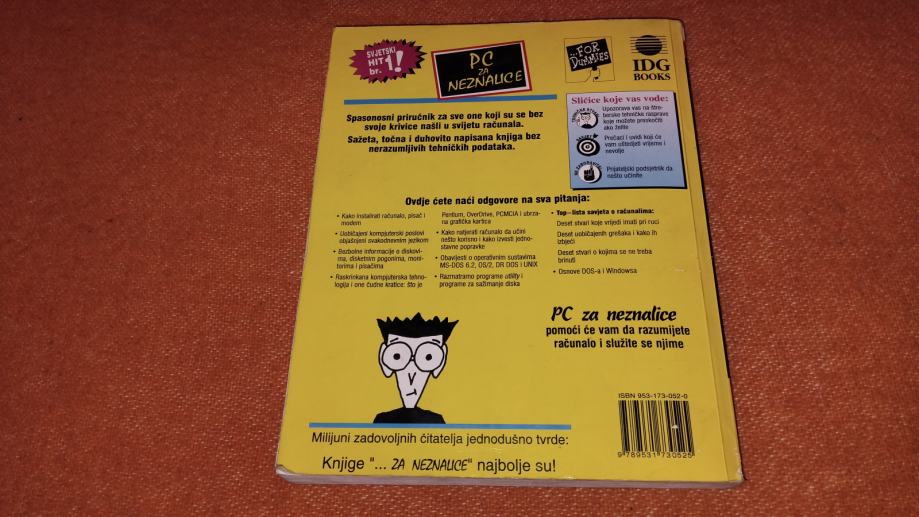 SVJETSKI
HIT
br. 1!
PC
ZA
NEZNALICE
...FOR
DUMMIES
IDG
BOOKS
Sličice koje vas vode:
Upozorava vas na štre-
berske tehničke rasprave
koje možete preskočiti
ako želite
SAVJET
Prečaci i uvidi koji će
vam uštedjeti vrijeme i
nevolje
Prijateljski podsjetnik da
nešto učinite
Spasonosni priručnik za sve one koji su se bez
svoje krivice našli u svijetu računala.
Sažeta, točna i duhovito napisana knjiga bez
nerazumljivih tehničkih podataka.
Ovdje ćete naći odgovore na sva pitanja:
• Kako instalirati računalo, pisač i
modem
• Uobičajeni kompjuterski poslovi
objašnjeni svakodnevnim jezikom
• Bezbolne informacije o diskovi-
ma, disketnim pogonima, moni-
torima i pisačima
• Raskrinkana kompjuterska tehno-
logija i one čudne kratice: što je
Pentium, OverDrive, PCMCIA i ubrza-
na grafička kartica
• Kako natjerati računalo da učini
nešto korisno i kako izvesti jedno-
stavne popravke
• Obavijesti o operativnim sustavima
MS-DOS 6.2, OS/2, DR DOS i UNIX
• Razmatramo programe utility i
programe za sažimanje diska
• Top–lista savjeta o računalima:
Deset stvari koje vrijedi imati pri ruci
Deset uobičajenih grešaka i kako ih
izbjeći
Deset stvari o kojima se ne treba
brinuti
• Osnove DOS-a i Windowsa
PC za neznalice
pomoći će vam da razumijete
računalo i služite se njime
ISBN 953-173-052-0
9 789531 730525
Milijuni zadovoljnih čitatelja jednodušno tvrde:
Knjige "... ZA NEZNALICE" najbolje su!